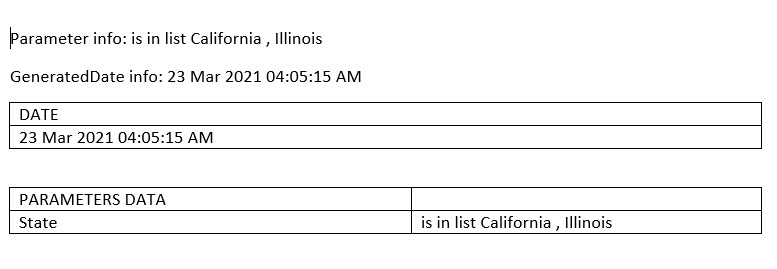 Parameter info: is in list California , Illinois
GeneratedDate info: 23 Mar 2021 04:05:15 AM
DATE
23 Mar 2021 04:05:15 AM
PARAMETERS DATA
State is in list California , Illinois